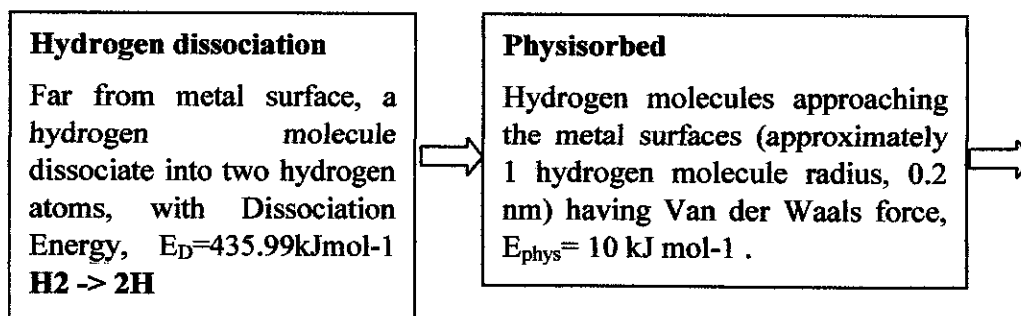 Hydrogen dissociation
Far from metal surface, a
hydrogen molecule
dissociate into two hydrogen
atoms, with Dissociation
Energy, E_D=435.99kJmol-1
H2 -> 2H
Physisorbed
Hydrogen molecules approaching
the metal surfaces (approximately
1 hydrogen molecule radius, 0.2
nm) having Van der Waals force,
E_phys= 10 kJ mol-1 .